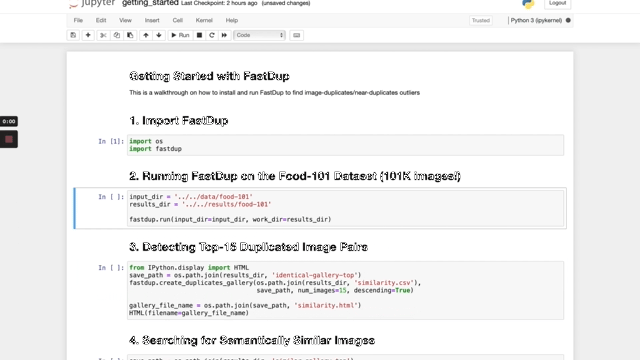 jupyter getting_started Last Checkpoint: 2 hours ago (unsaved changes) Logout
File Edit View Insert Cell Kernel Help Trusted Python 3 (ipykernel)
Run Code
Getting Started with FastDup
This is a walkthrough on how to install and run FastDup to find image-duplicates/near-duplicates outliers
0:00
1. Import FastDup
In [1]: import os
import fastdup
2. Running FastDup on the Food-101 Dataset (101K images!)
In [ ]: input_dir = '../../data/food-101'
results_dir = '../../results/food-101'
fastdup.run(input_dir=input_dir, work_dir=results_dir)
3. Detecting Top-15 Duplicated Image Pairs
In [ ]: from IPython.display import HTML
save_path = os.path.join(results_dir, 'identical-gallery-top')
fastdup.create_duplicates_gallery(os.path.join(results_dir, 'similarity.csv'),
save_path, num_images=15, descending=True)
gallery_file_name = os.path.join(save_path, 'similarity.html')
HTML(filename=gallery_file_name)
4. Searching for Semantically Similar Images